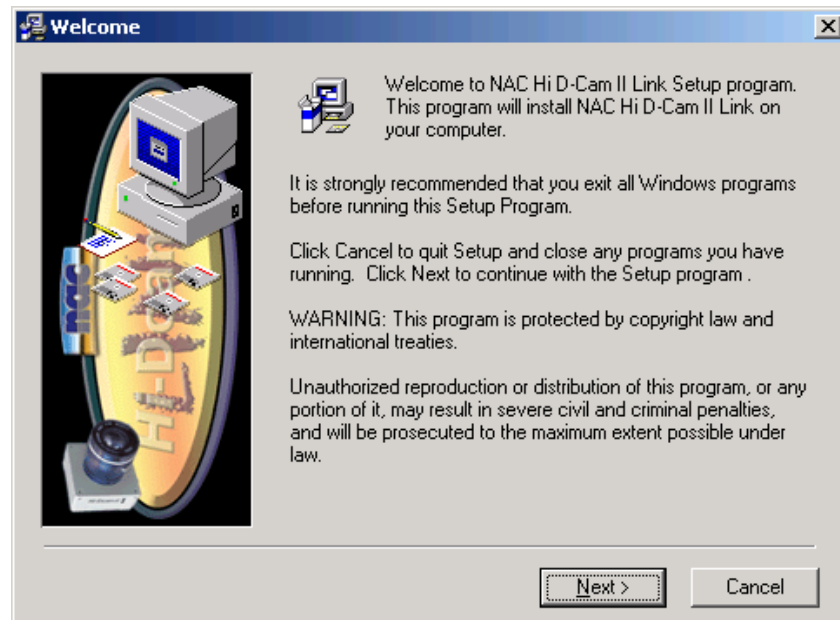 Welcome
Welcome to NAC Hi D-Cam II Link Setup program.
This program will install NAC Hi D-Cam II Link on
your computer.
It is strongly recommended that you exit all Windows programs
before running this Setup Program.
Click Cancel to quit Setup and close any programs you have
running.  Click Next to continue with the Setup program .
WARNING: This program is protected by copyright law and
international treaties.
Unauthorized reproduction or distribution of this program, or any
portion of it, may result in severe civil and criminal penalties,
and will be prosecuted to the maximum extent possible under
law.
nac
Hi-Dcam
Next >
Cancel